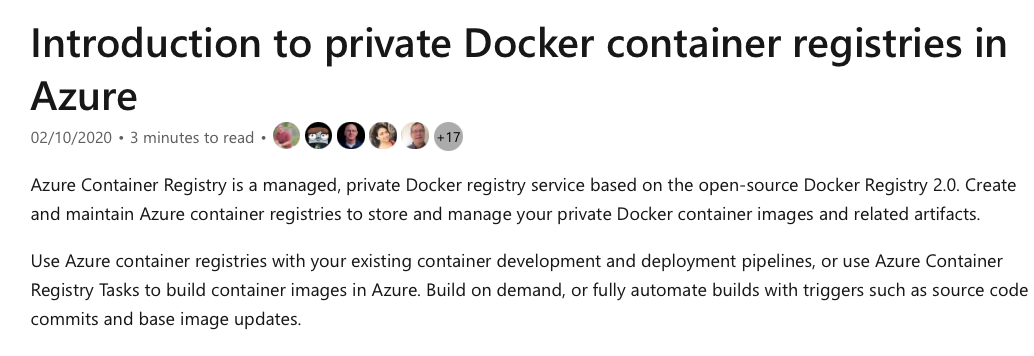 Introduction to private Docker container registries in
Azure
02/10/2020 • 3 minutes to read • +17
Azure Container Registry is a managed, private Docker registry service based on the open-source Docker Registry 2.0. Create
and maintain Azure container registries to store and manage your private Docker container images and related artifacts.
Use Azure container registries with your existing container development and deployment pipelines, or use Azure Container
Registry Tasks to build container images in Azure. Build on demand, or fully automate builds with triggers such as source code
commits and base image updates.